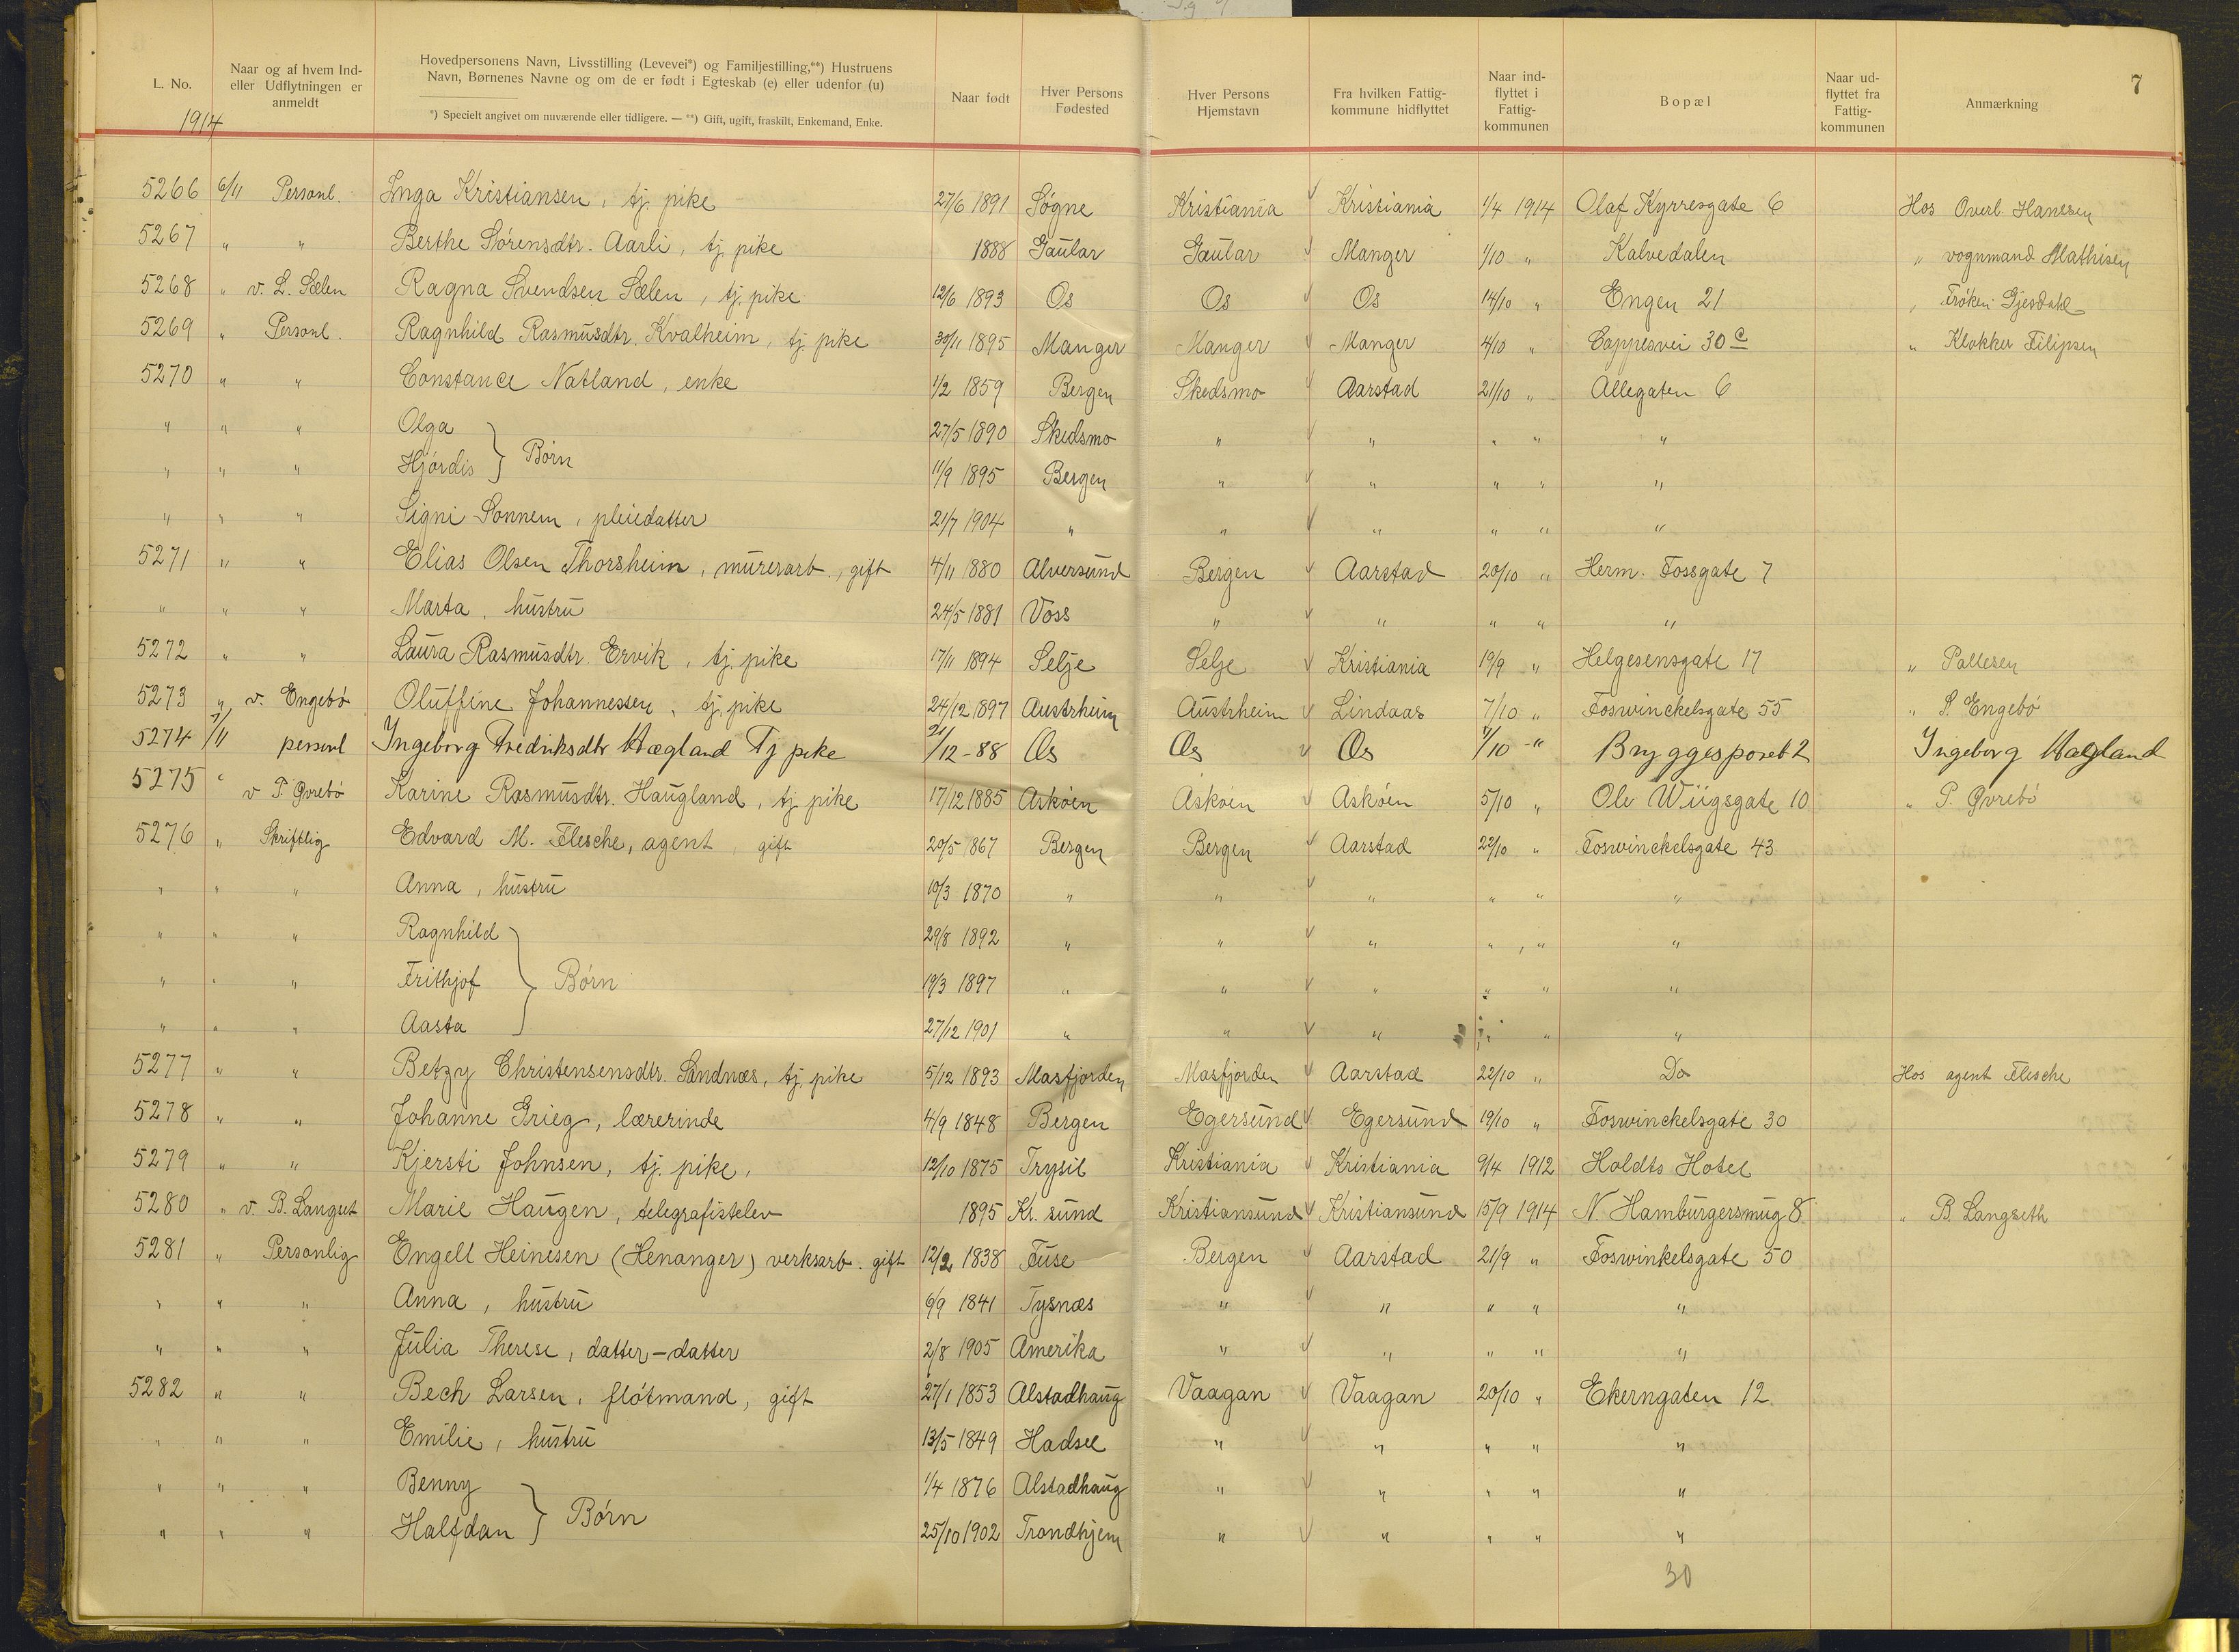 L. No.
1914
Naar og af hvem Ind-
eller Udflytningen er
anmeldt
Hovedpersonens Navn, Livsstilling (Levevei*) og Familjestilling,**) Hustruens
Navn, Børnenes Navne og om de er født i Egteskab (e) eller udenfor (u)
*) Specielt angivet om nuværende eller tidligere. — **) Gift, ugift, fraskilt, Enkemand, Enke.
Naar født
Hver Persons
Fødested
Hver Persons
Hjemstavn
Fra hvilken Fattig-
kommune hidflyttet
Naar ind-
flyttet i
Fattig-
kommunen
Bopæl
Naar ud-
flyttet fra
Fattig-
kommunen
Anmærkning
7
5266 6/11 Personl. Inga Kristiansen, tj. pike 27/6 1891 Søgne Kristiania Kristiania 1/4 1914 Olaf Kyrresgate 6 Hos Overl. Hanssen
5267 " " Berthe Sørensdtr. Aarli, tj. pike 1888 Gaular Gaular Manger 1/10 " Kalvedalen " vognmand Mathisen
5268 " v. L. Sælen Ragna Svendsen Sælen, tj. pike 12/6 1893 Os Os Os 14/10 " Engen 21 " Frøken Gjesdahl
5269 " Personl. Ragnhild Rasmusdtr. Kvalheim, tj. pike 30/11 1895 Manger Manger Manger 4/10 " Cappesvei 30 c " Klokker Filipsen
5270 " " Constance Natland, enke 1/2 1859 Bergen Skedsmo Aarstad 21/10 " Allegaten 6
" " " Olga } Børn 27/5 1890 Skedsmo " " " " "
" " " Hjørdis 11/9 1895 Bergen " " " " "
" " " Signi Sonnem, pleiedatter 21/7 1904 " " " " " "
5271 " " Elias Olsen Thorsheim, murerarb., gift 4/11 1880 Alversund Bergen Aarstad 20/10 " Herm. Fossgate 7
" " " Marta, hustru 24/5 1881 Voss " " " " "
5272 " " Laura Rasmusdtr. Ervik, tj. pike 17/11 1894 Selje Selje Kristiania 19/9 " Helgesensgate 17 " Pallesen
5273 " v. Engebø Oluffine Johannessen, tj. pike 24/12 1897 Austrheim Austrheim Lindaas 7/10 " Foswinckelsgate 55 " S. Engebø
5274 7/11 personl Ingeborg Fredriksdtr Hægland Tj pike 21/12-88 Os Os Os 1/10 -" Bryggesporet 2 Ingeborg Hægland
5275 " v P. Øvrebø Karine Rasmusdtr. Haugland, tj. pike 17/12 1885 Askøen Askøen Askøen 5/10 " Ole Wiigsgate 10 " P. Øvrebø
5276 " Skriftlig Edvard M. Flesche, agent, gift 20/5 1867 Bergen Bergen Aarstad 22/10 " Foswinckelsgate 43
" " " Anna, hustru 10/3 1870 " " " " " "
" " " Ragnhild 29/8 1892 " " " " " "
" " " Frithjof } Børn 19/3 1897 " " " " " "
" " " Aasta 27/12 1901 " " " " " "
5277 " " Betzy Christensensdtr. Sandnæs, tj. pike 5/12 1893 Masfjorden Masfjorden Aarstad 22/10 " Do Hos agent Flesche
5278 " " Johanne Grieg, lærerinde 4/9 1848 Bergen Egersund Egersund 19/10 " Foswinckelsgate 30
5279 " " Kjersti Johnsen, tj. pike, 12/10 1875 Trysil Kristiania Kristiania 9/4 1912 Holdts Hotel
5280 " v. B. Langset Marie Haugen, telegrafistelev 1895 Kr. sund Kristiansund Kristiansund 15/9 1914 N. Hamburgersmug 8 " B. Langseth
5281 " Personlig Engell Heinesen (Henanger) verksarb. gift 12/2 1838 Fuse Bergen Aarstad 21/9 " Foswinkelsgate 50
" " " Anna, hustru 6/9 1841 Tysnæs " " " " "
" " " Julia Therese, datter-datter 2/8 1905 Amerika " " " " "
5282 " " Bech Larsen, fløtmand, gift 27/1 1853 Alstadhaug Vaagan Vaagan 20/10 " Ekerngaten 12.
" " " Emilie, hustru 13/5 1849 Hadsel " " " " "
" " " Benny } Børn 1/4 1876 Alstadhaug " " " " "
" " " Halfdan 25/10 1902 Trondhjem " " " " "
30